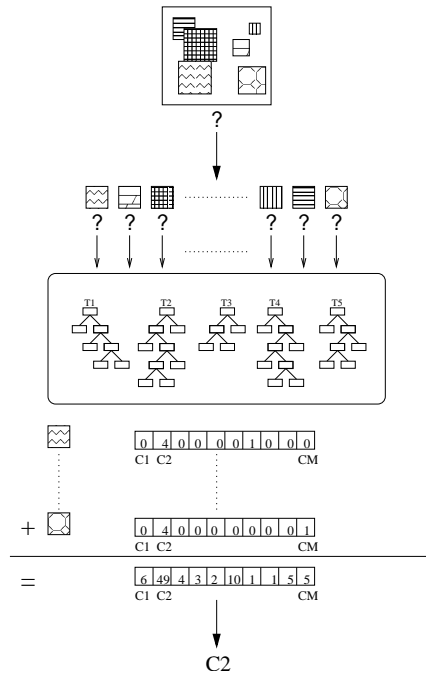 ?
? ? ? ? ? ?
T1 T2 T3 T4 T5
0 4 0 0 0 0 1 0 0 0
C1 C2 CM
+ 0 4 0 0 0 0 0 0 0 1
C1 C2 CM
= 6 49 4 3 2 10 1 1 5 5
C1 C2 CM
C2